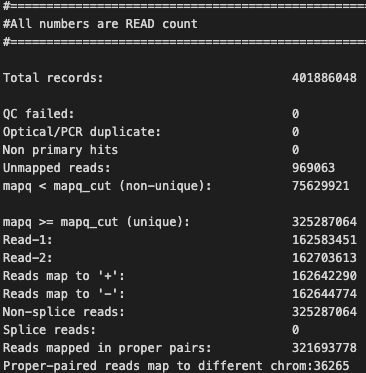 #==================================================
#All numbers are READ count
#==================================================
Total records: 401886048
QC failed: 0
Optical/PCR duplicate: 0
Non primary hits 0
Unmapped reads: 969063
mapq < mapq_cut (non-unique): 75629921
mapq >= mapq_cut (unique): 325287064
Read-1: 162583451
Read-2: 162703613
Reads map to '+': 162642290
Reads map to '-': 162644774
Non-splice reads: 325287064
Splice reads: 0
Reads mapped in proper pairs: 321693778
Proper-paired reads map to different chrom:36265